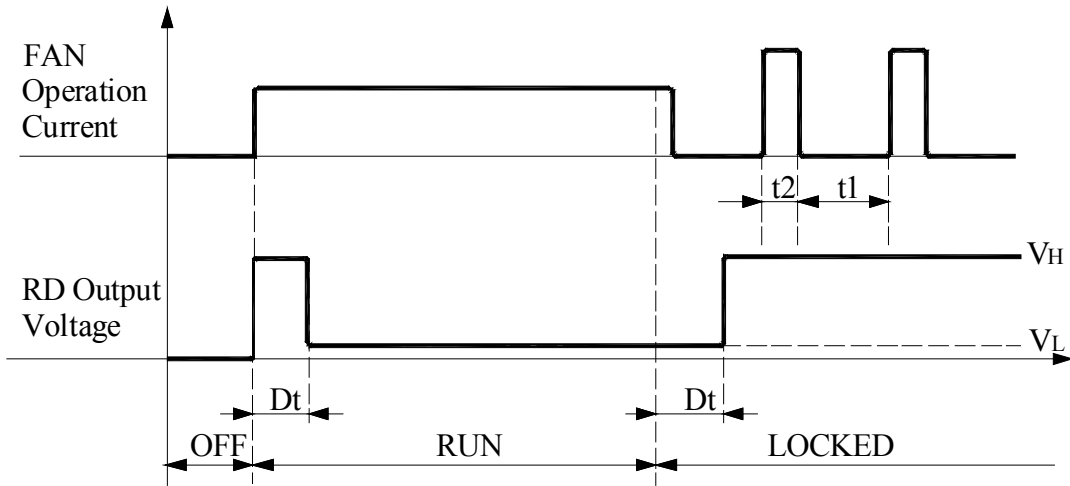 FAN
Operation
Current
t2
t1
VH
RD Output
Voltage
VL
Dt
Dt
OFF
RUN
LOCKED